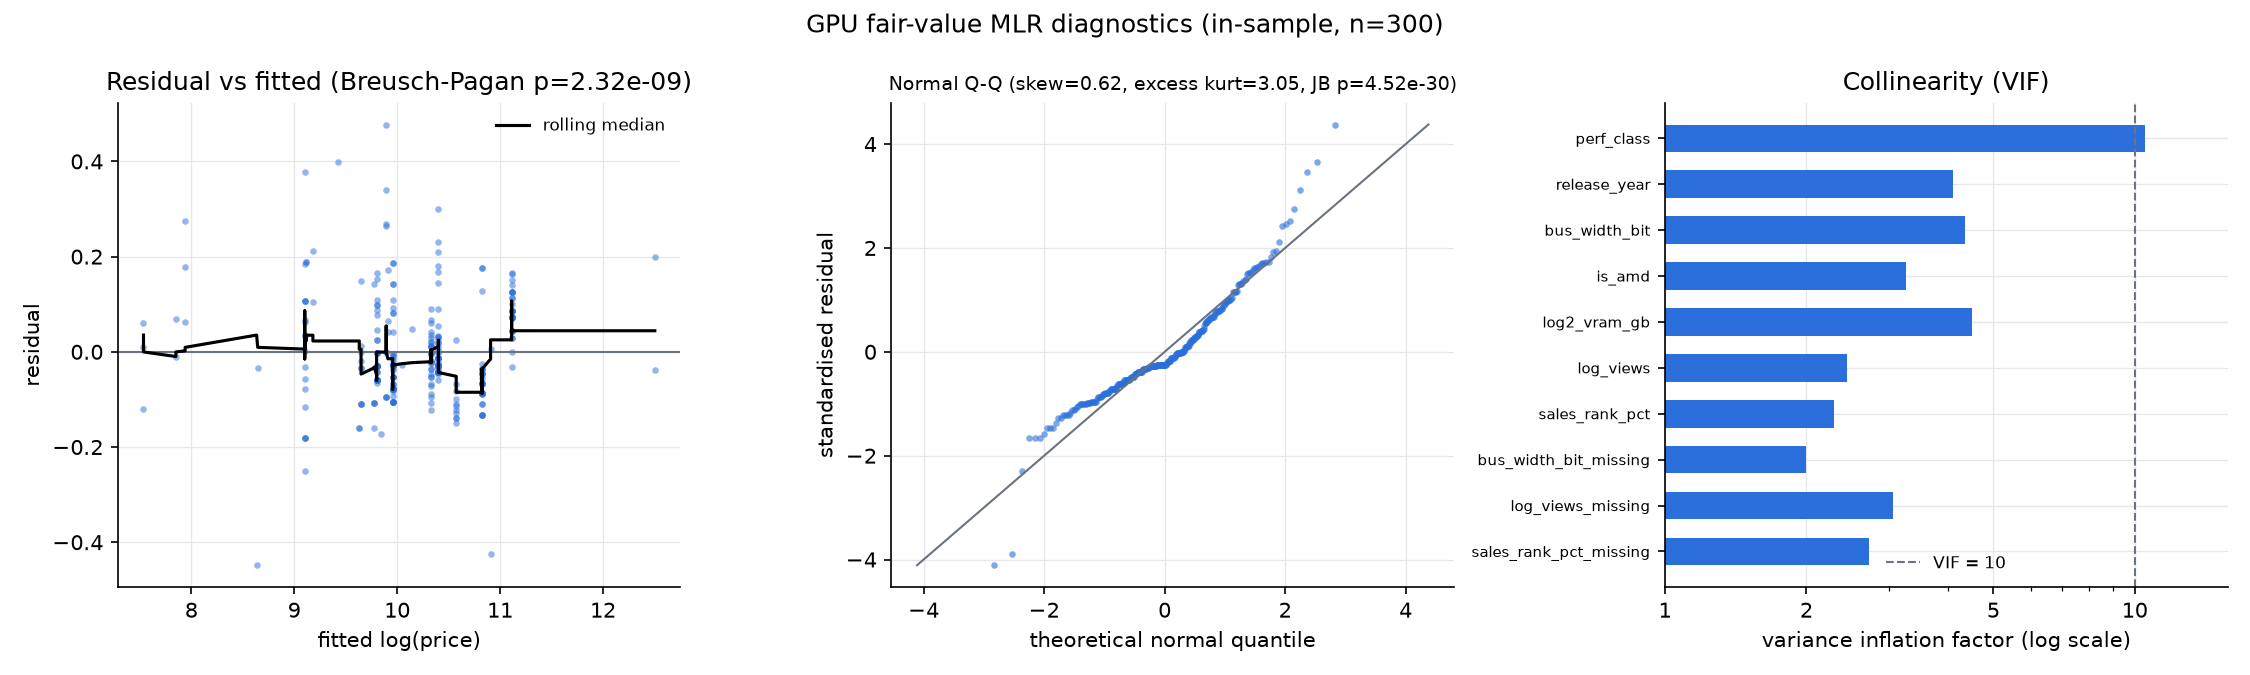 GPU fair-value MLR diagnostics (in-sample, n=300)
Residual vs fitted (Breusch-Pagan p=2.32e-09)
rolling median
0.4
0.2
0.0
−0.2
−0.4
residual
8 9 10 11 12
fitted log(price)
Normal Q-Q (skew=0.62, excess kurt=3.05, JB p=4.52e-30)
4
2
0
−2
−4
standardised residual
−4 −2 0 2 4
theoretical normal quantile
Collinearity (VIF)
perf_class
release_year
bus_width_bit
is_amd
log2_vram_gb
log_views
sales_rank_pct
bus_width_bit_missing
log_views_missing
sales_rank_pct_missing
VIF = 10
1 2 5 10
variance inflation factor (log scale)